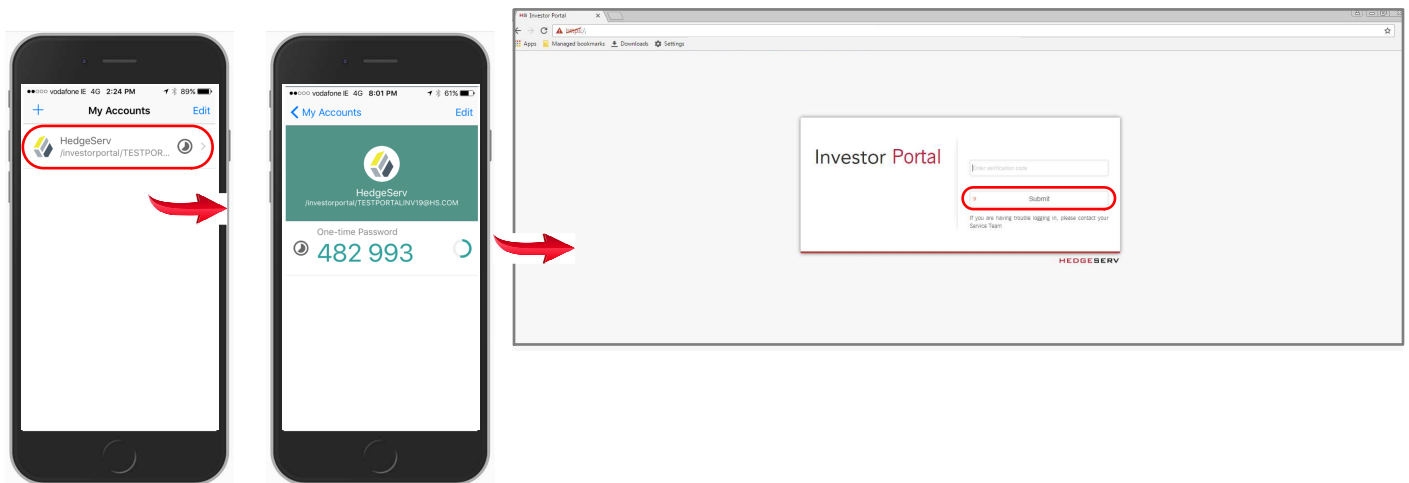 vodafone IE 4G 2:24 PM 89%
My Accounts Edit
HedgeServ
/investorportal/TESTPOR...
vodafone IE 4G 8:01 PM 61%
My Accounts Edit
HedgeServ
/investorportal/TESTPORTALINV19@HS.COM
One-time Password
482 993
HS Investor Portal
Apps Managed bookmarks Downloads Settings
Investor Portal
Enter verification code
Submit
If you are having trouble logging in, please contact your
Service Team
HEDGESERV